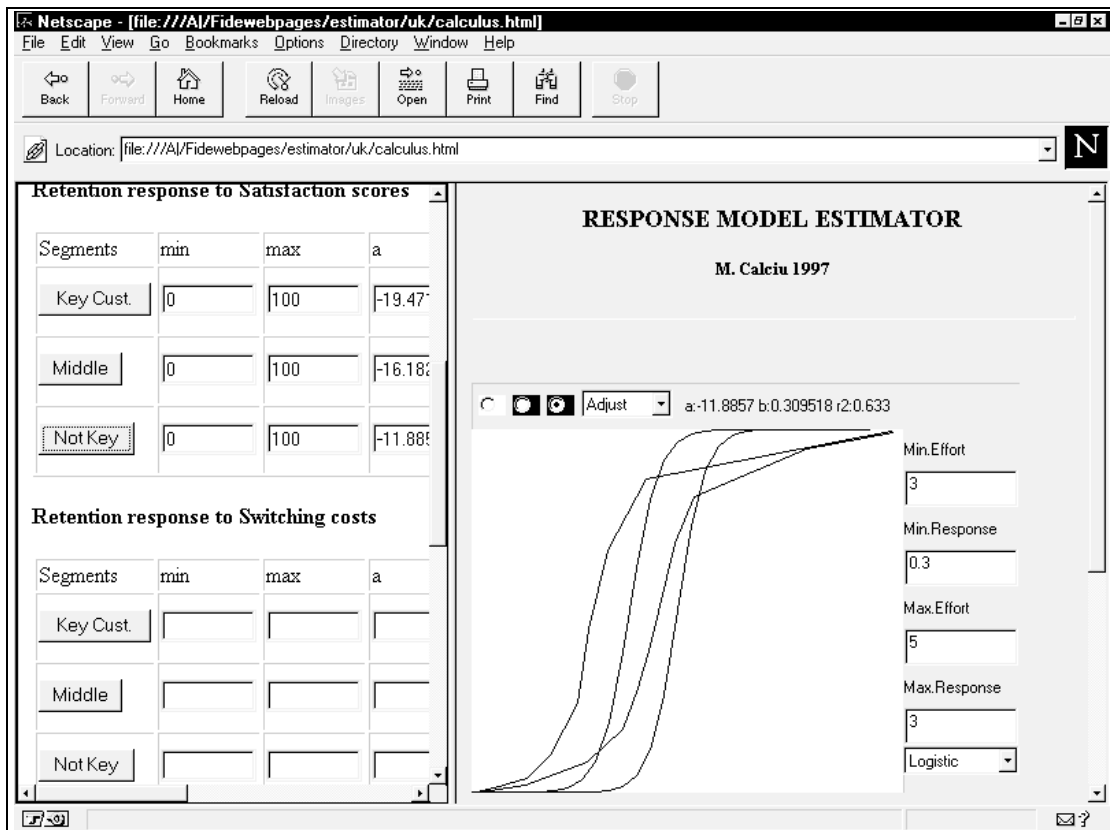 Netscape - [file:///A|/Fidewebpages/estimator/uk/calculus.html]
File Edit View Go Bookmarks Options Directory Window Help
Back Forward Home Reload Images Open Print Find Stop
Location: file:///A|/Fidewebpages/estimator/uk/calculus.html
N
Retention response to Satisfaction scores
Segments min max a
Key Cust. 0 100 -19.471
Middle 0 100 -16.182
Not Key 0 100 -11.885
Retention response to Switching costs
Segments min max a
Key Cust.
Middle
Not Key
RESPONSE MODEL ESTIMATOR
M. Calciu 1997
Adjust a:-11.8857 b:0.309518 r2:0.633
Min.Effort
3
Min.Response
0.3
Max.Effort
5
Max.Response
3
Logistic
?